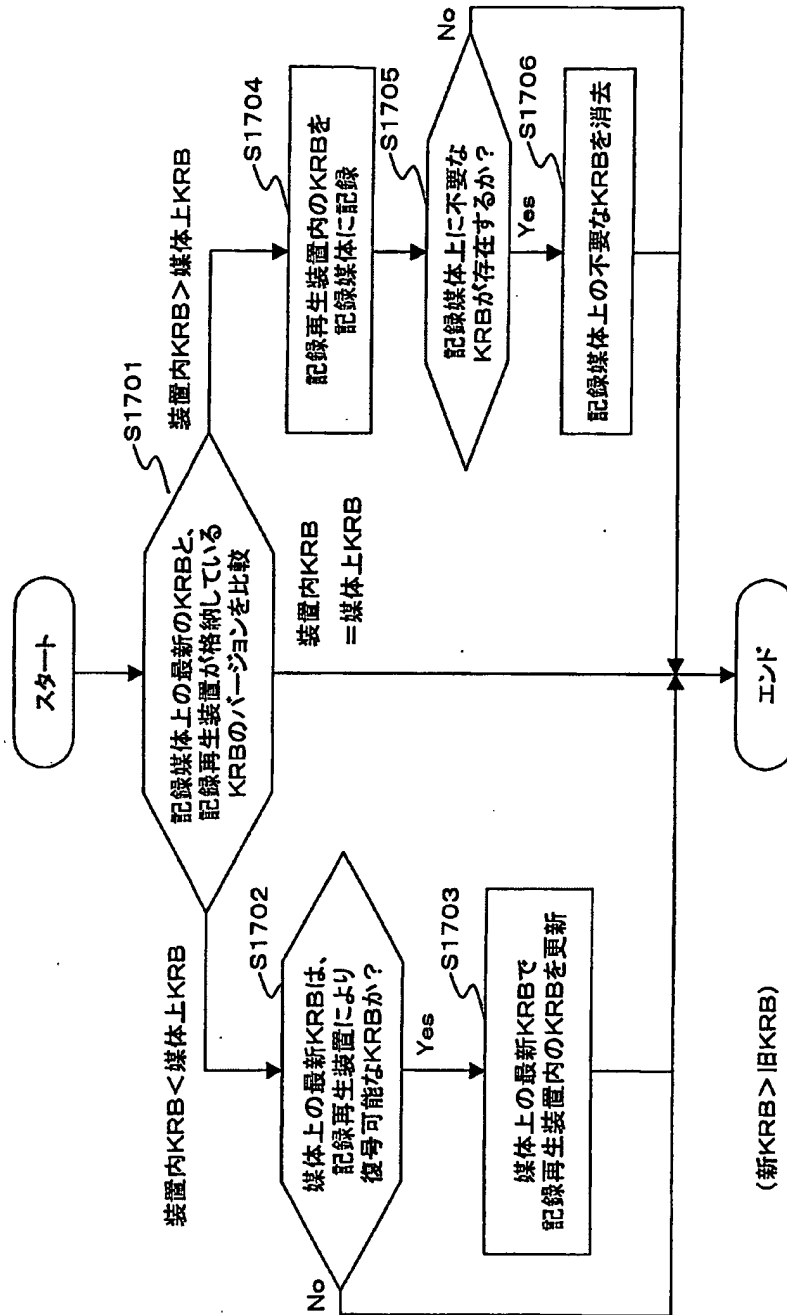 スタート
S1701
記録媒体上の最新のKRBと、
記録再生装置が格納している
KRBのバージョンを比較
装置内KRB<媒体上KRB
装置内KRB
=媒体上KRB
装置内KRB>媒体上KRB
S1702
媒体上の最新KRBは、
記録再生装置により
復号可能なKRBか?
No
Yes
S1703
媒体上の最新KRBで
記録再生装置内のKRBを更新
S1704
記録再生装置内のKRBを
記録媒体に記録
S1705
記録媒体上に不要な
KRBが存在するか?
No
Yes
S1706
記録媒体上の不要なKRBを消去
エンド
(新KRB>旧KRB)